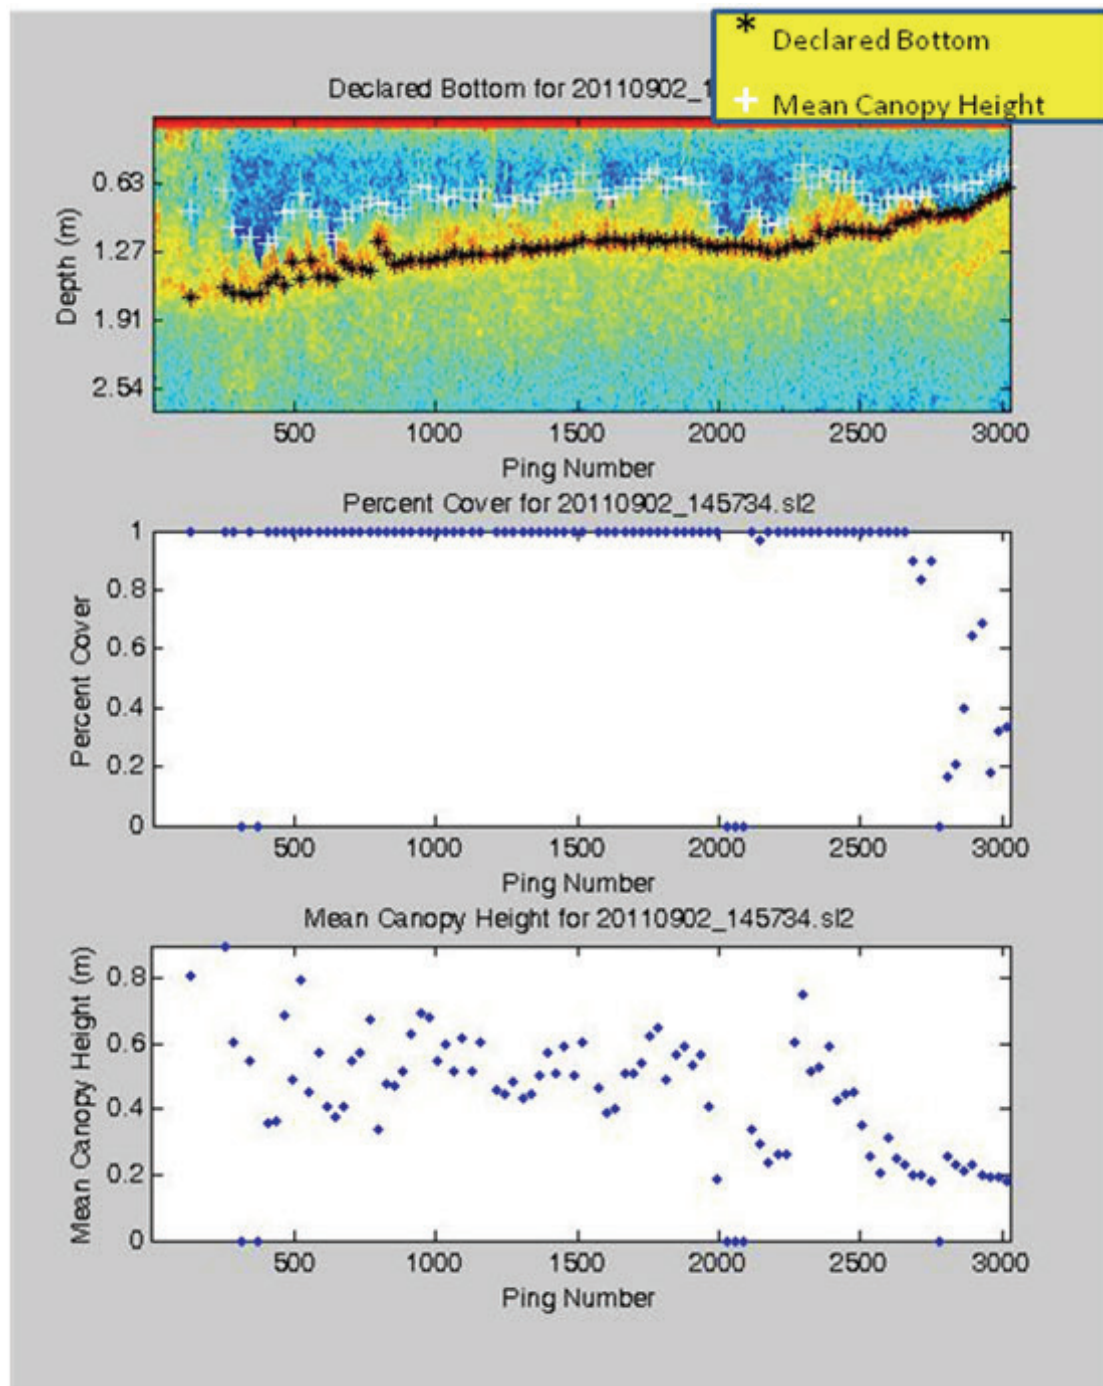 * Declared Bottom
+ Mean Canopy Height
Declared Bottom for 20110902_1
0.63
1.27
1.91
2.54
Depth (m)
500 1000 1500 2000 2500 3000
Ping Number
Percent Cover for 20110902_145734.sl2
1
0.8
0.6
0.4
0.2
0
Percent Cover
500 1000 1500 2000 2500 3000
Ping Number
Mean Canopy Height for 20110902_145734.sl2
0.8
0.6
0.4
0.2
0
Mean Canopy Height (m)
500 1000 1500 2000 2500 3000
Ping Number